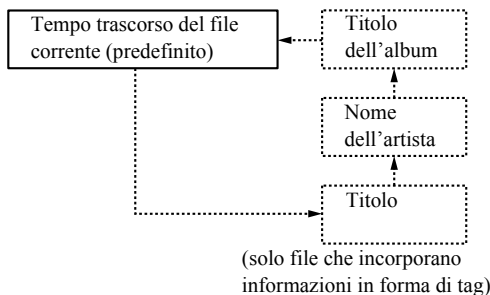 Tempo trascorso del file
corrente (predefinito)
Titolo
dell'album
Nome
dell'artista
Titolo
(solo file che incorporano
informazioni in forma di tag)